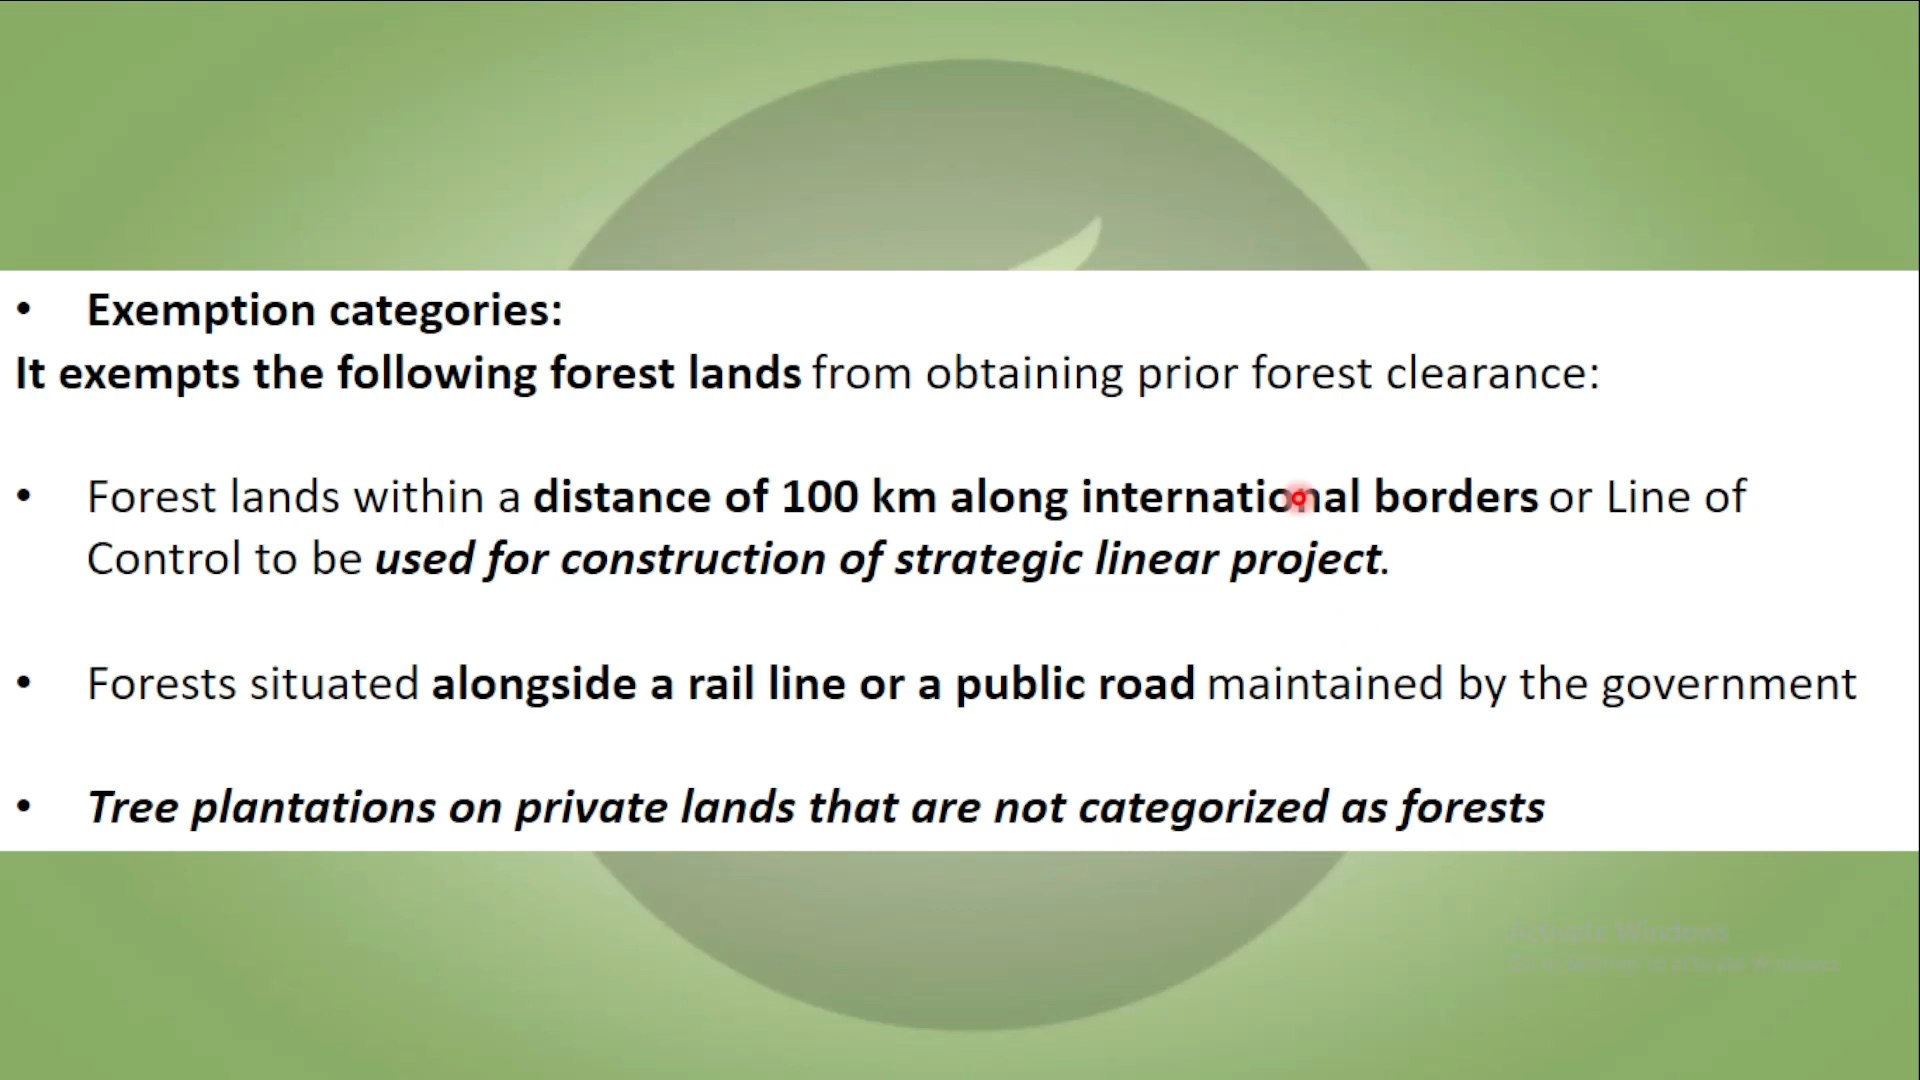 • Exemption categories:
It exempts the following forest lands from obtaining prior forest clearance:
• Forest lands within a distance of 100 km along international borders or Line of
Control to be used for construction of strategic linear project.
• Forests situated alongside a rail line or a public road maintained by the government
• Tree plantations on private lands that are not categorized as forests
Activate Windows